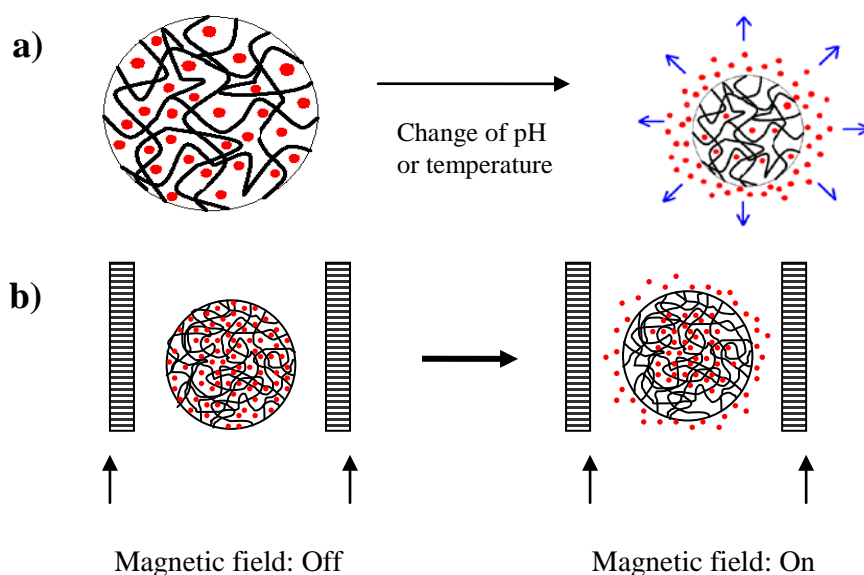 a)
Change of pH
or temperature
b)
Magnetic field: Off
Magnetic field: On